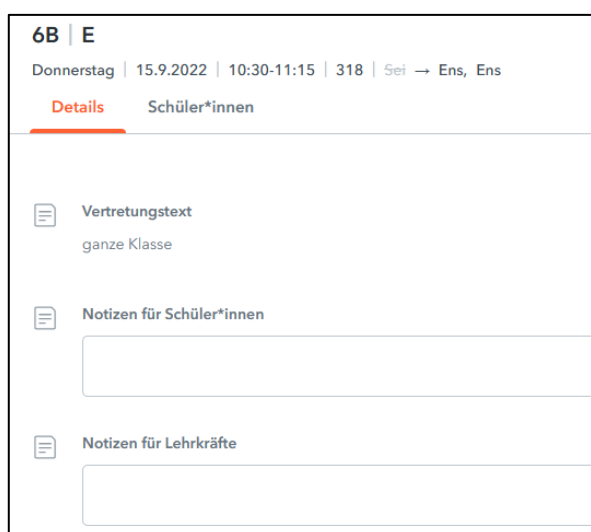 6B | E
Donnerstag | 15.9.2022 | 10:30-11:15 | 318 | Sei → Ens, Ens
Details Schüler*innen
Vertretungstext
ganze Klasse
Notizen für Schüler*innen
Notizen für Lehrkräfte